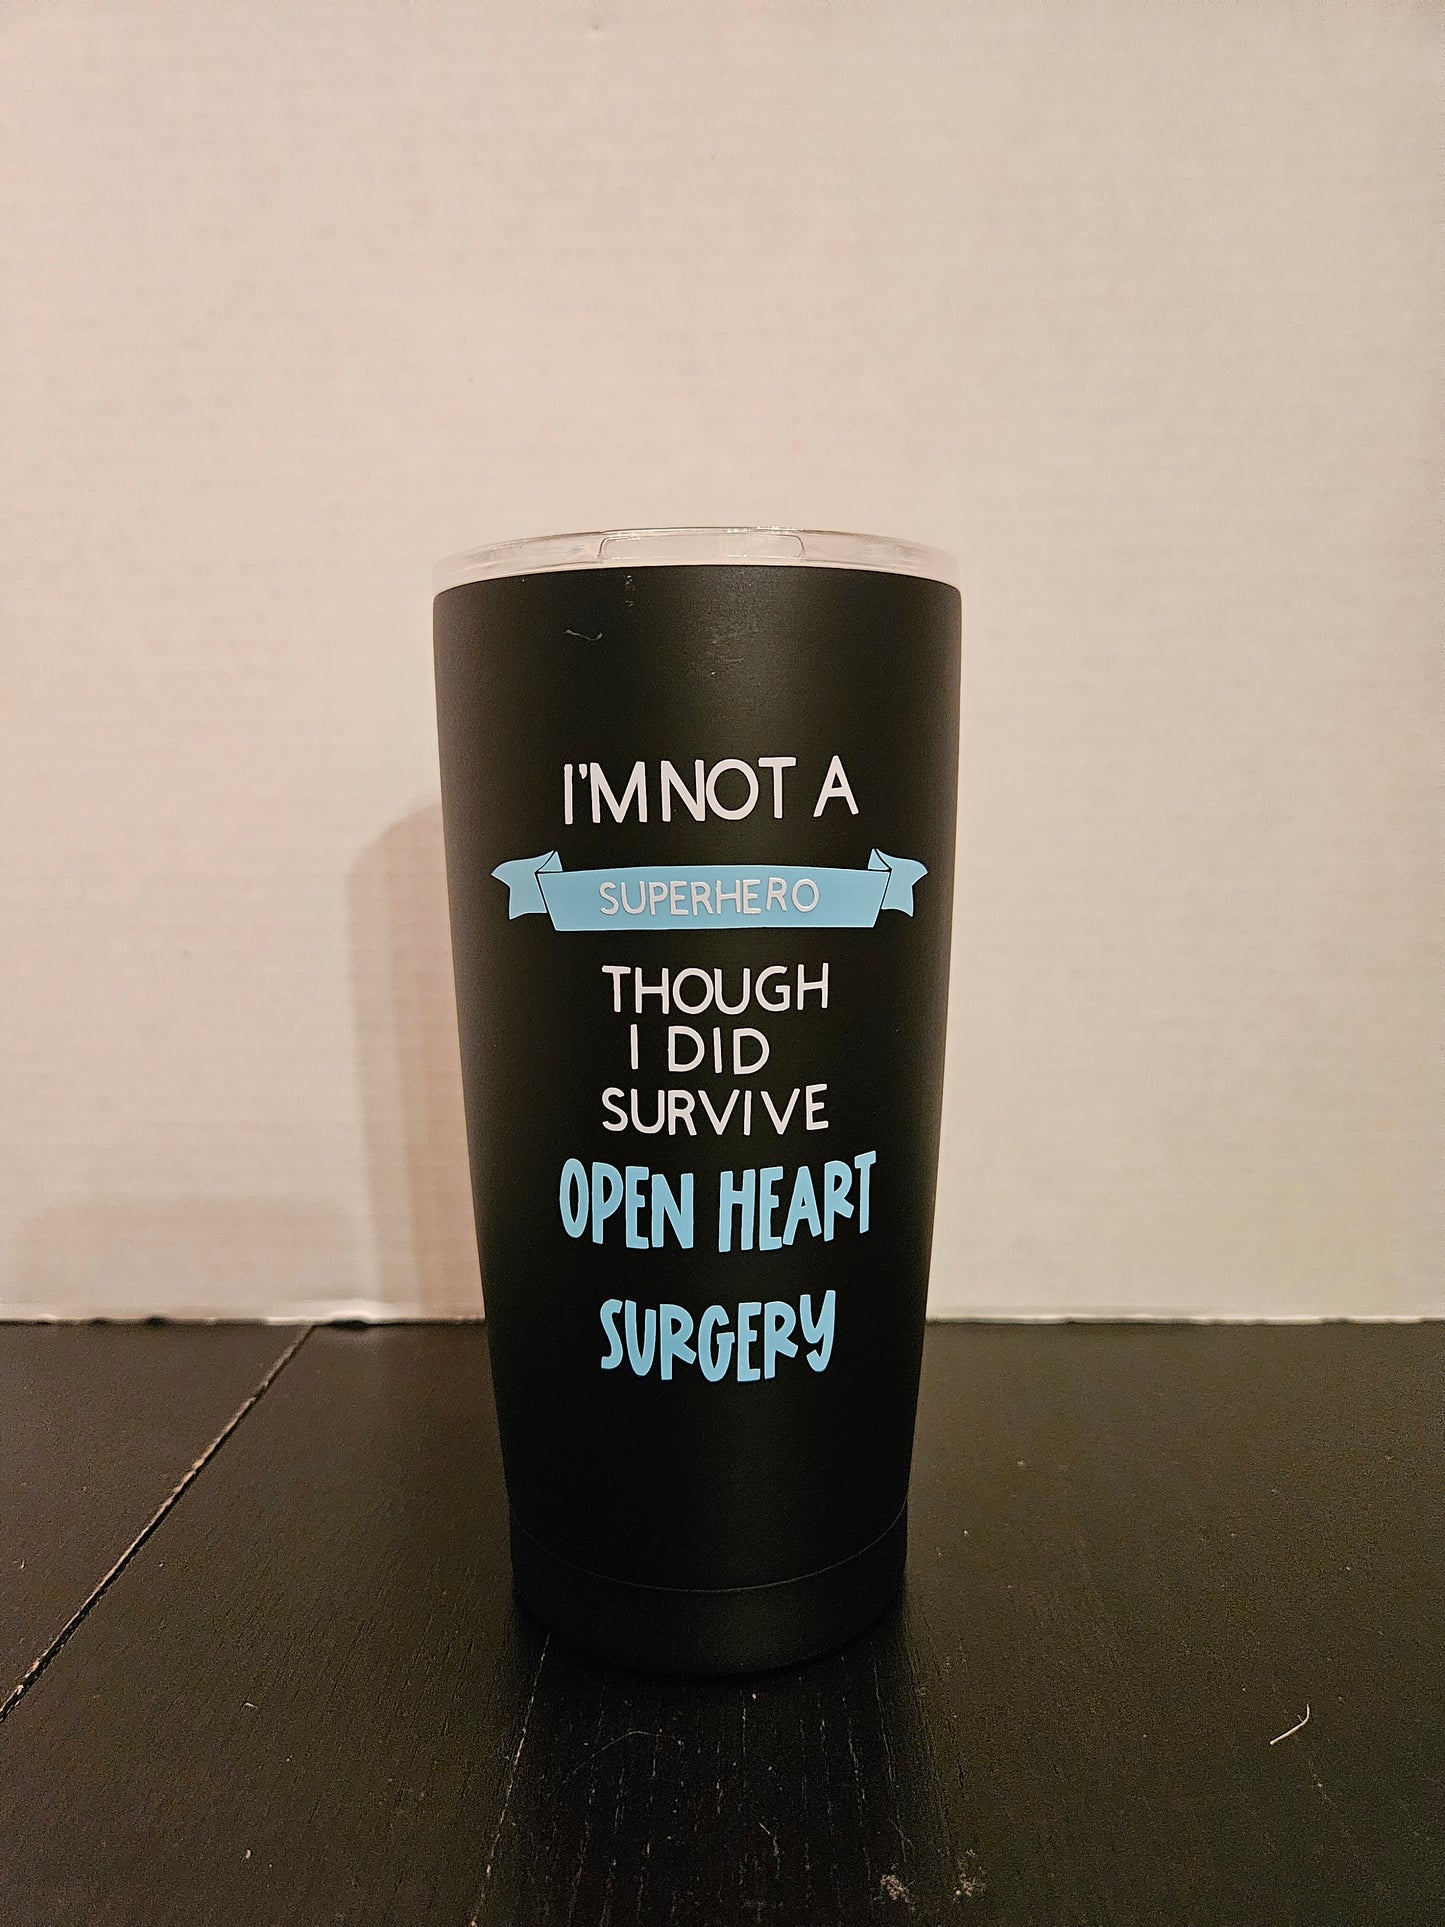 I'M NOT A
SUPERHERO
THOUGH
I DID
SURVIVE
OPEN HEART
SURGERY